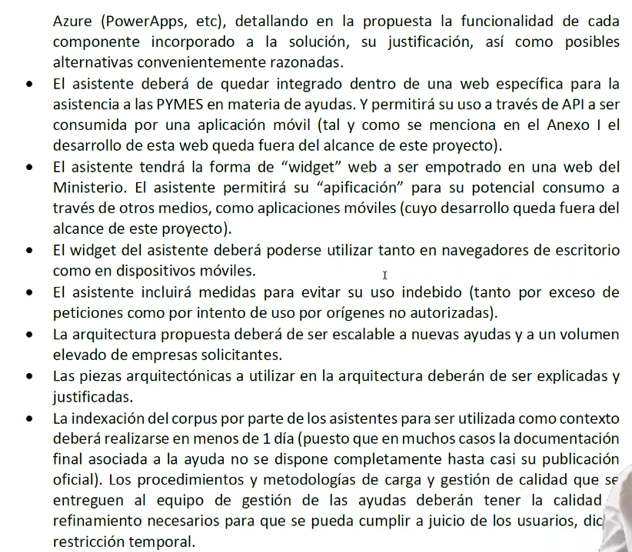 Azure (PowerApps, etc), detallando en la propuesta la funcionalidad de cada
componente incorporado a la solución, su justificación, así como posibles
alternativas convenientemente razonadas.
• El asistente deberá de quedar integrado dentro de una web específica para la
asistencia a las PYMES en materia de ayudas. Y permitirá su uso a través de API a ser
consumida por una aplicación móvil (tal y como se menciona en el Anexo I el
desarrollo de esta web queda fuera del alcance de este proyecto).
• El asistente tendrá la forma de “widget” web a ser empotrado en una web del
Ministerio. El asistente permitirá su “apificación” para su potencial consumo a
través de otros medios, como aplicaciones móviles (cuyo desarrollo queda fuera del
alcance de este proyecto).
• El widget del asistente deberá poderse utilizar tanto en navegadores de escritorio
como en dispositivos móviles.
• El asistente incluirá medidas para evitar su uso indebido (tanto por exceso de
peticiones como por intento de uso por orígenes no autorizadas).
• La arquitectura propuesta deberá de ser escalable a nuevas ayudas y a un volumen
elevado de empresas solicitantes.
• Las piezas arquitectónicas a utilizar en la arquitectura deberán de ser explicadas y
justificadas.
• La indexación del corpus por parte de los asistentes para ser utilizada como contexto
deberá realizarse en menos de 1 día (puesto que en muchos casos la documentación
final asociada a la ayuda no se dispone completamente hasta casi su publicación
oficial). Los procedimientos y metodologías de carga y gestión de calidad que se
entreguen al equipo de gestión de las ayudas deberán tener la calidad
refinamiento necesarios para que se pueda cumplir a juicio de los usuarios,
restricción temporal.